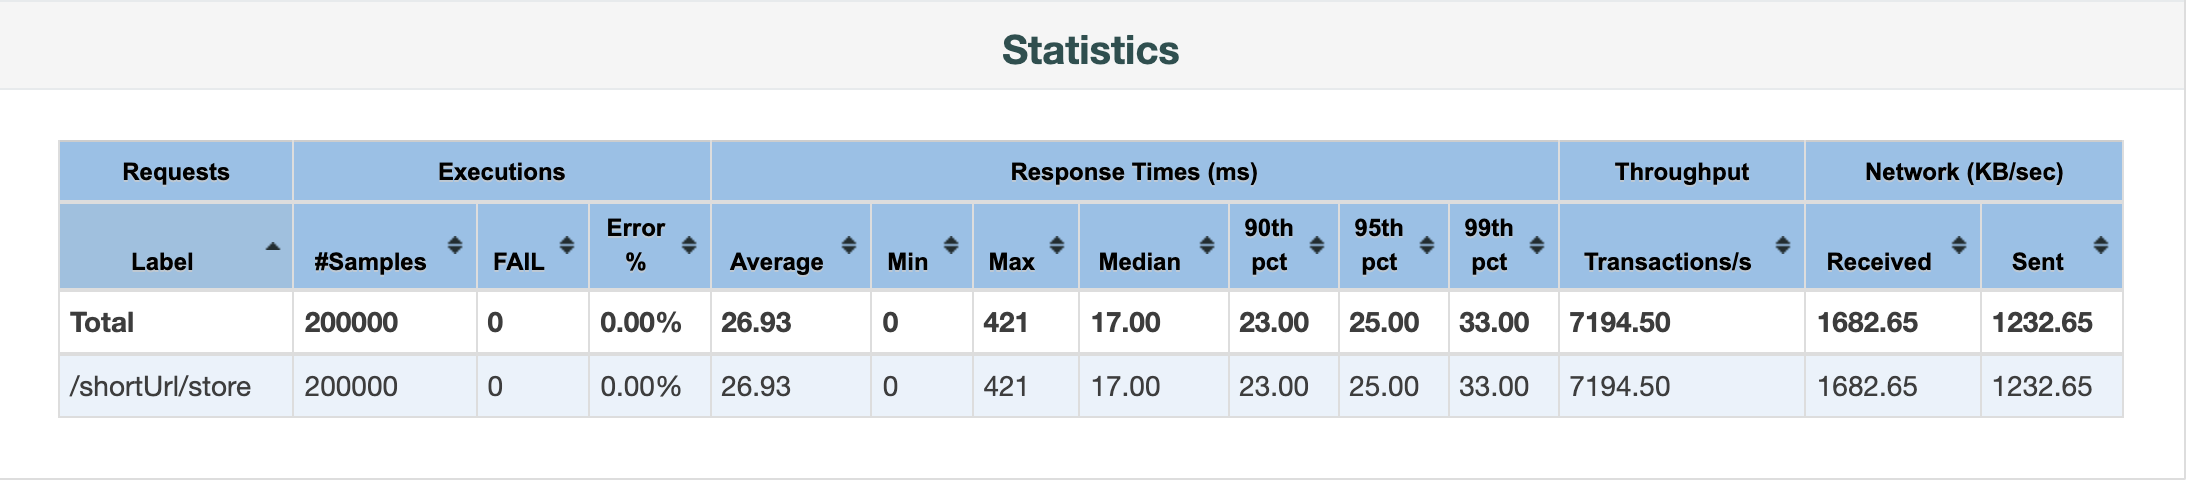 Statistics
Requests Executions Response Times (ms) Throughput Network (KB/sec)
Label #Samples FAIL Error % Average Min Max Median 90th pct 95th pct 99th pct Transactions/s Received Sent
Total 200000 0 0.00% 26.93 0 421 17.00 23.00 25.00 33.00 7194.50 1682.65 1232.65
/shortUrl/store 200000 0 0.00% 26.93 0 421 17.00 23.00 25.00 33.00 7194.50 1682.65 1232.65